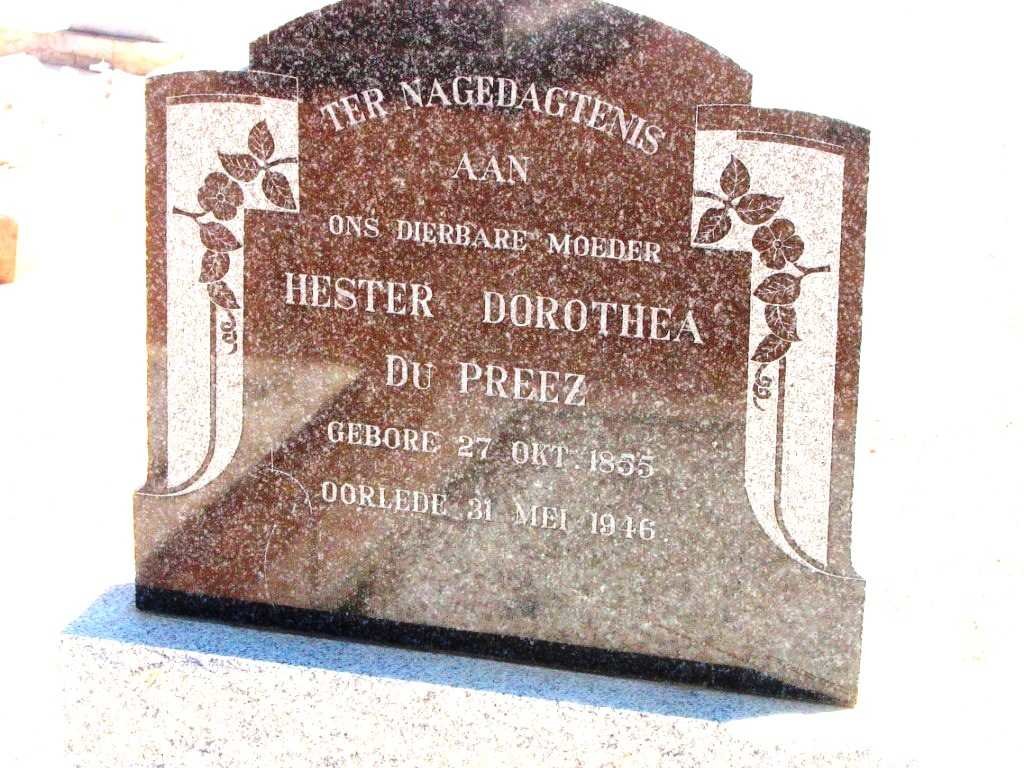 TER NAGEDAGTENIS
AAN
ONS DIERBARE MOEDER
HESTER DOROTHEA
DU PREEZ
GEBORE 27 OKT. 1855
OORLEDE 31 MEI 1946.